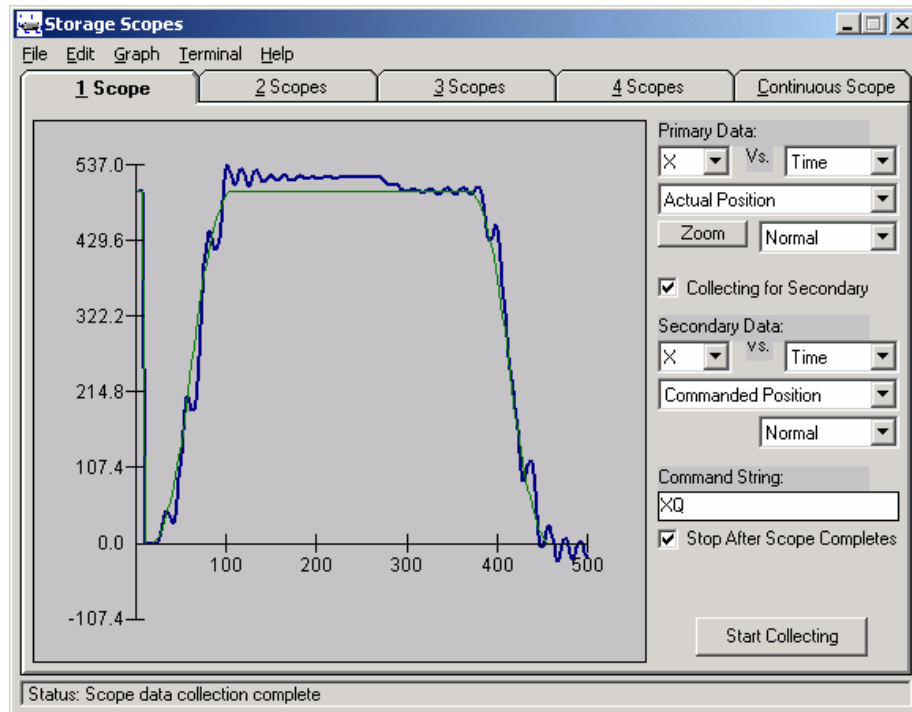 Storage Scopes
File Edit Graph Terminal Help
1 Scope 2 Scopes 3 Scopes 4 Scopes Continuous Scope
537.0
429.6
322.2
214.8
107.4
0.0
-107.4
100 200 300 400 500
Primary Data:
X Vs. Time
Actual Position
Zoom Normal
Collecting for Secondary
Secondary Data:
X Vs. Time
Commanded Position
Normal
Command String:
XQ
Stop After Scope Completes
Start Collecting
Status: Scope data collection complete